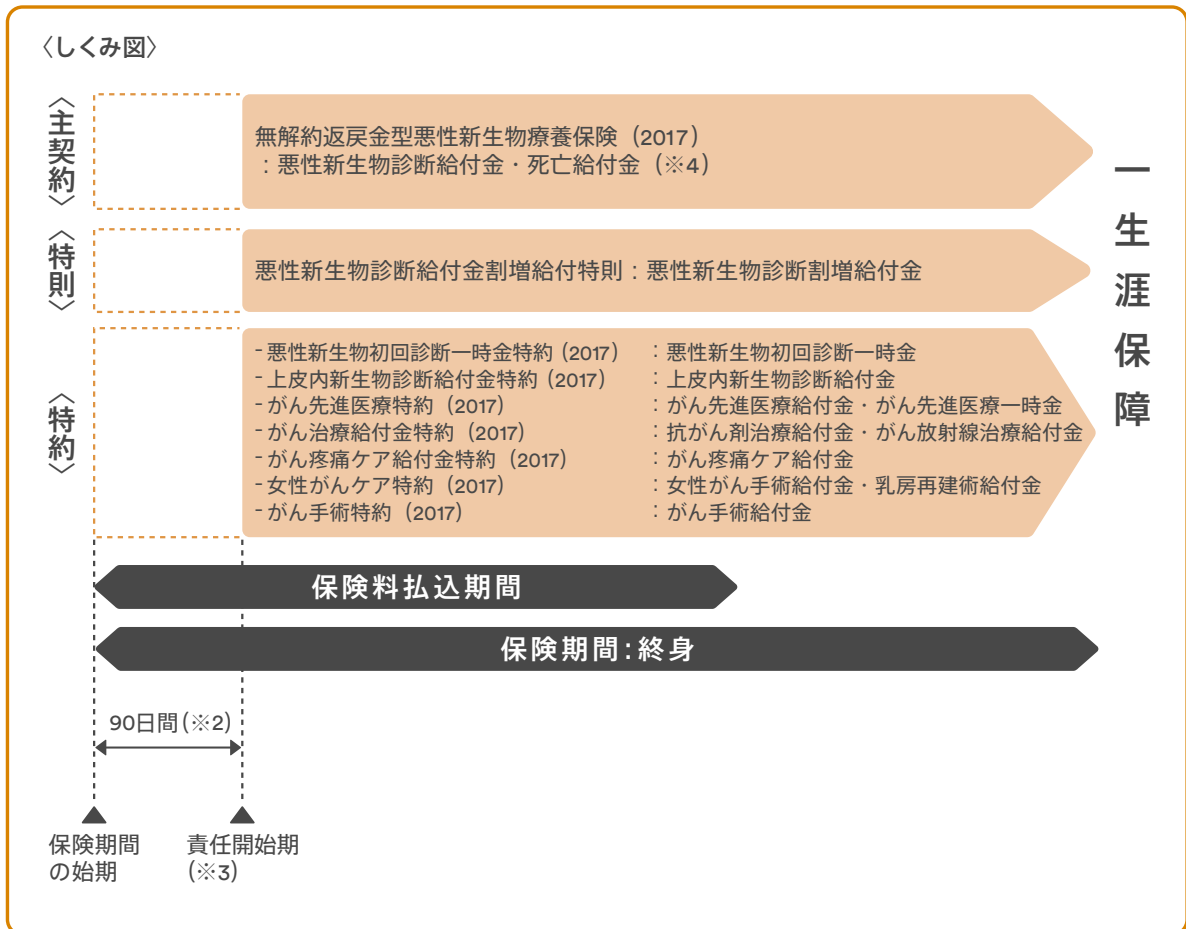 〈しくみ図〉
〈主契約〉
無解約返戻金型悪性新生物療養保険（2017）
：悪性新生物診断給付金・死亡給付金（※4）
〈特則〉
悪性新生物診断給付金割増給付特則：悪性新生物診断割増給付金
〈特約〉
-悪性新生物初回診断一時金特約（2017）：悪性新生物初回診断一時金
-上皮内新生物診断給付金特約（2017）：上皮内新生物診断給付金
-がん先進医療特約（2017）：がん先進医療給付金・がん先進医療一時金
-がん治療給付金特約（2017）：抗がん剤治療給付金・がん放射線治療給付金
-がん疼痛ケア給付金特約（2017）：がん疼痛ケア給付金
-女性がんケア特約（2017）：女性がん手術給付金・乳房再建術給付金
-がん手術特約（2017）：がん手術給付金
一生涯保障
保険料払込期間
保険期間：終身
90日間（※2）
保険期間
の始期
責任開始期
（※3）